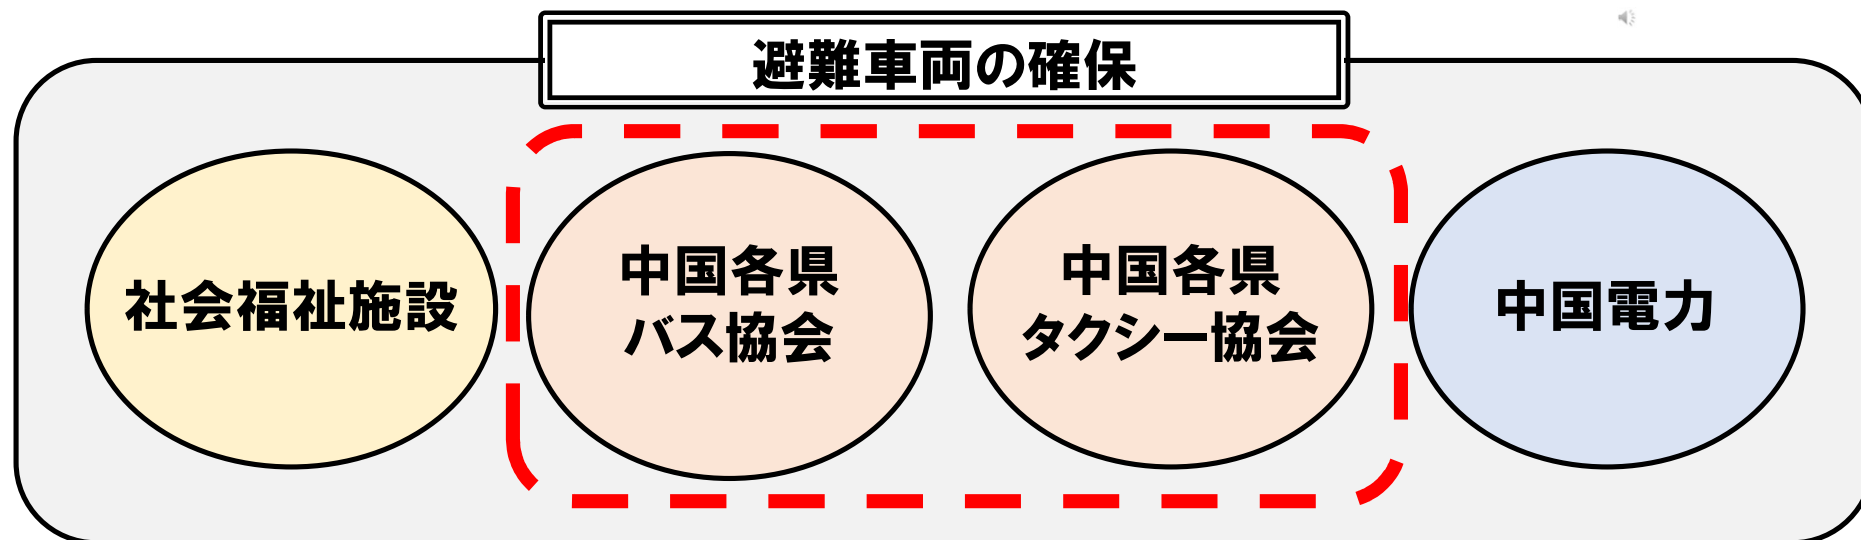 避難車両の確保
社会福祉施設
中国各県
バス協会
中国各県
タクシー協会
中国電力